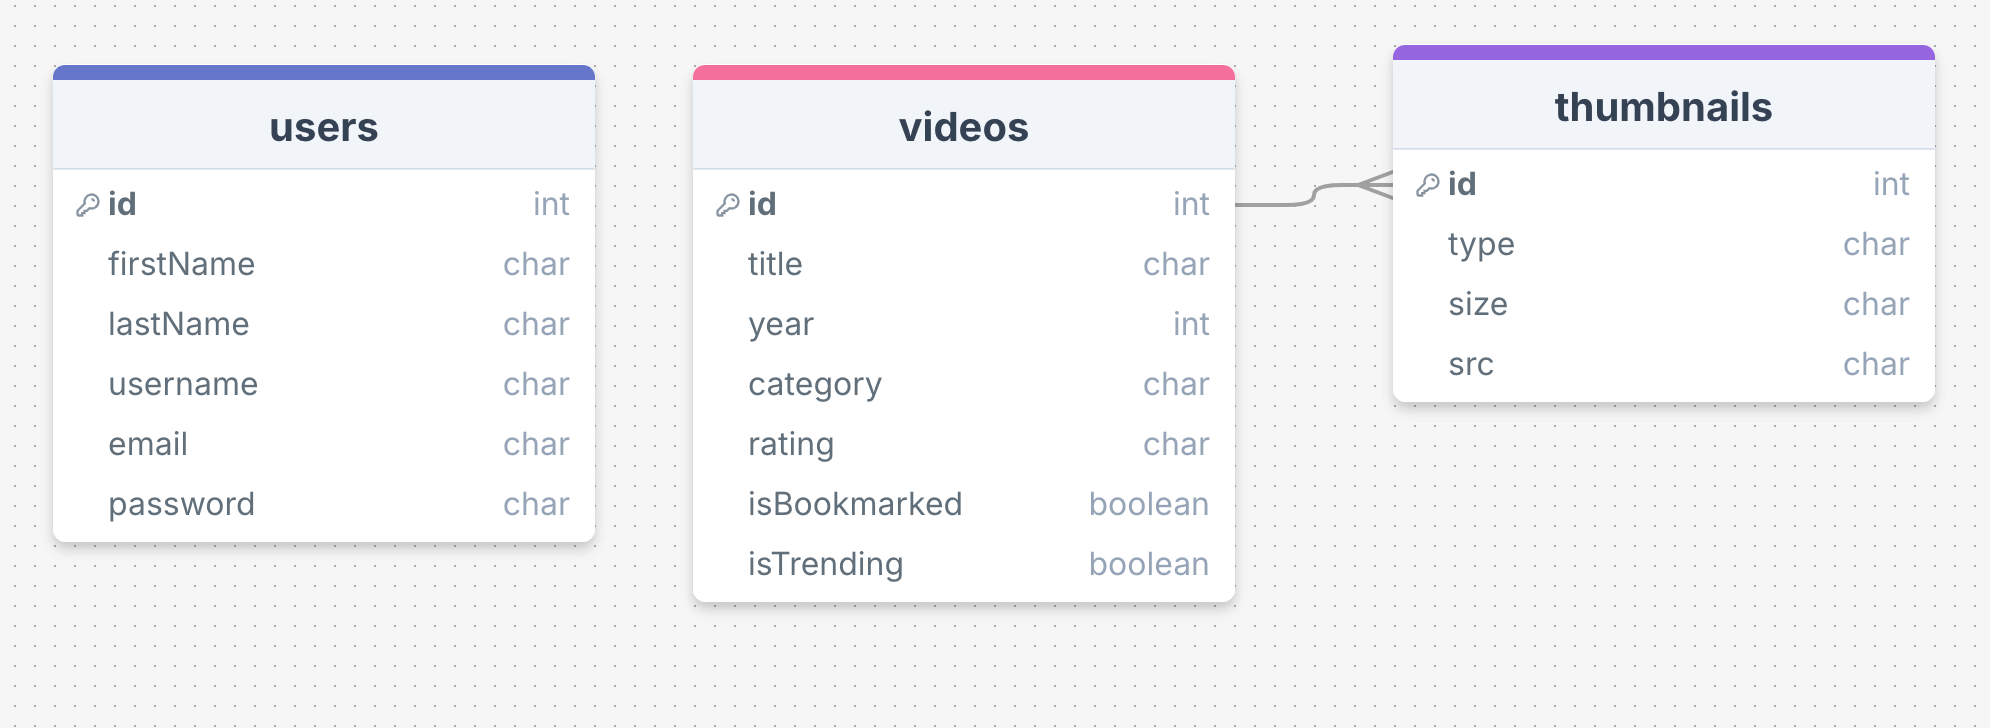 users
id int
firstName char
lastName char
username char
email char
password char
videos
id int
title char
year int
category char
rating char
isBookmarked boolean
isTrending boolean
thumbnails
id int
type char
size char
src char